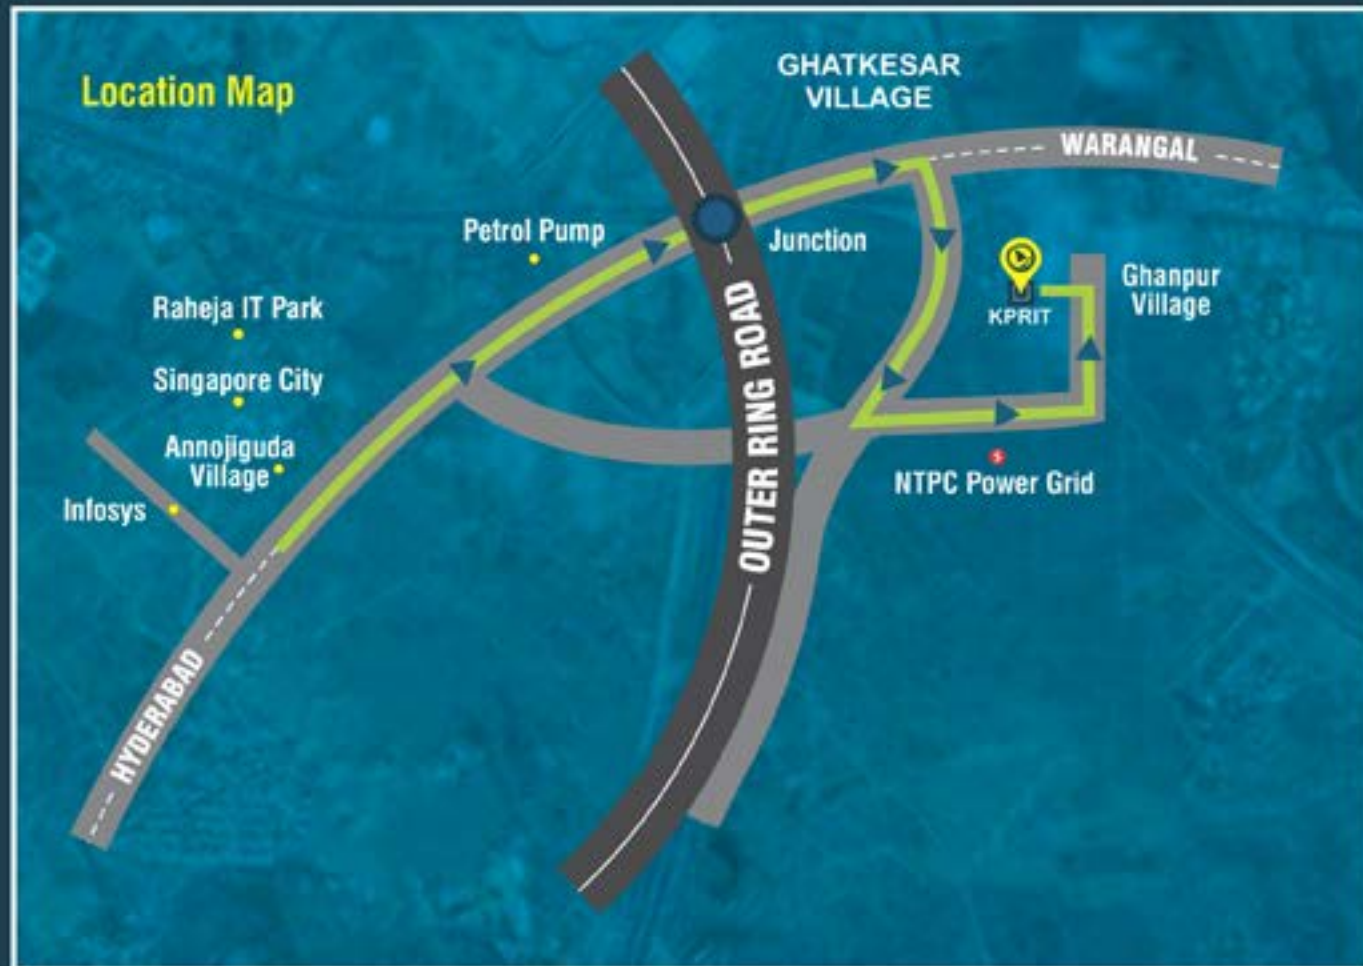 Location Map
GHATKESAR
VILLAGE
WARANGAL
Petrol Pump
Junction
Ghanpur
Village
KPRIT
Raheja IT Park
Singapore City
Annojiguda
Village
Infosys
OUTER RING ROAD
NTPC Power Grid
HYDERABAD